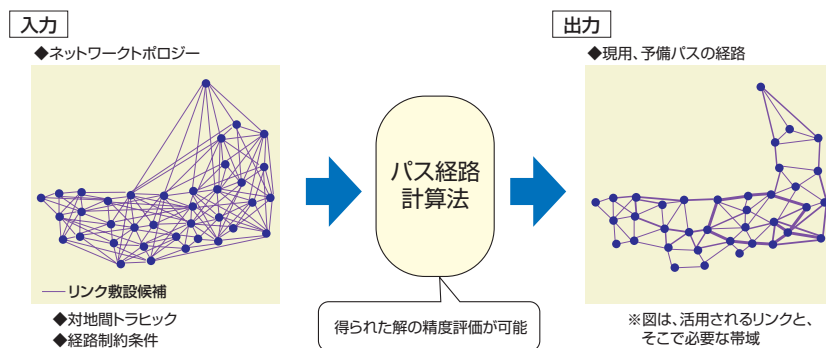 入力
◆ネットワークトポロジー
リンク敷設候補
◆対地間トラヒック
◆経路制約条件
パス経路
計算法
得られた解の精度評価が可能
出力
◆現用、予備パスの経路
※図は、活用されるリンクと、
そこで必要な帯域